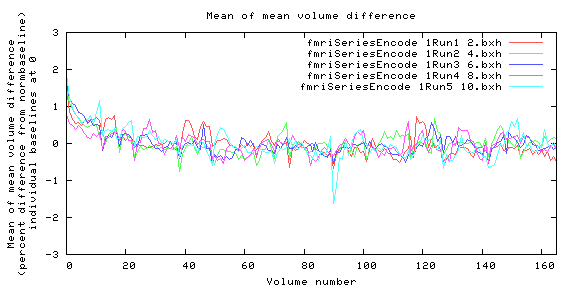 Mean of mean volume difference
Mean of mean volume difference
(percent difference from normbaseline)
individual baselines at 0
3
2
1
0
-1
-2
-3
fmriSeriesEncode 1Run1 2.bxh
fmriSeriesEncode 1Run2 4.bxh
fmriSeriesEncode 1Run3 6.bxh
fmriSeriesEncode 1Run4 8.bxh
fmriSeriesEncode 1Run5 10.bxh
0 20 40 60 80 100 120 140 160
Volume number